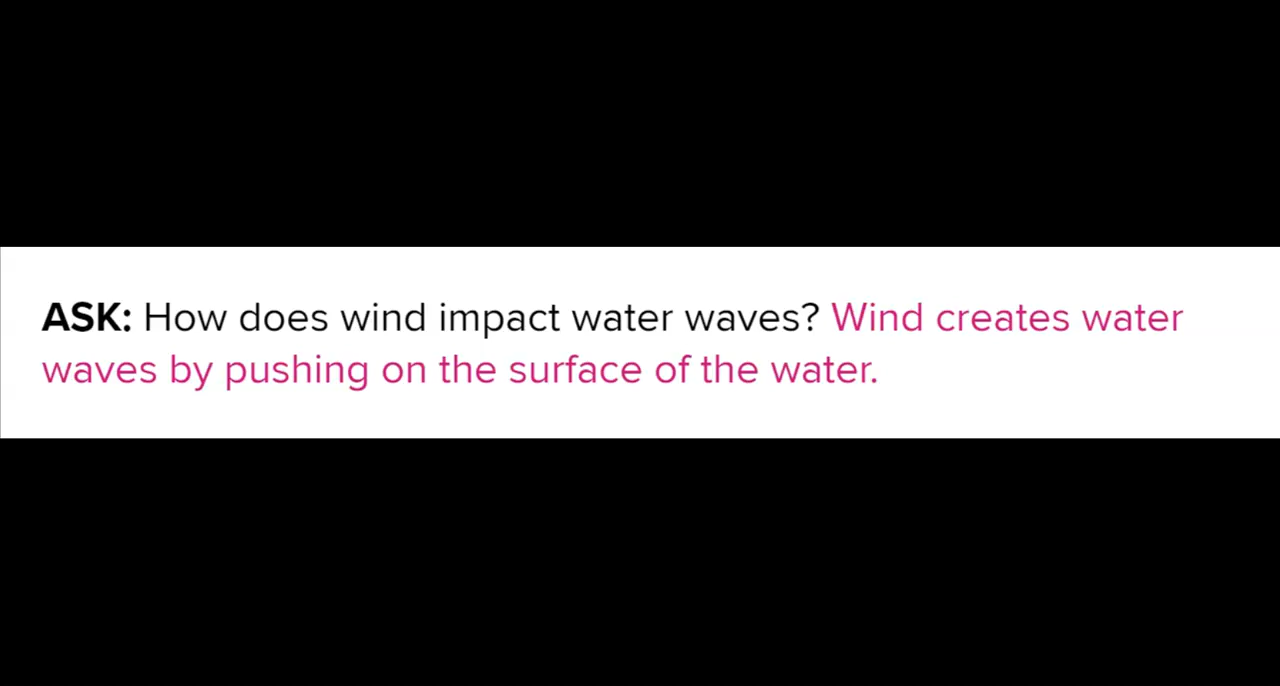 ASK: How does wind impact water waves? Wind creates water
waves by pushing on the surface of the water.